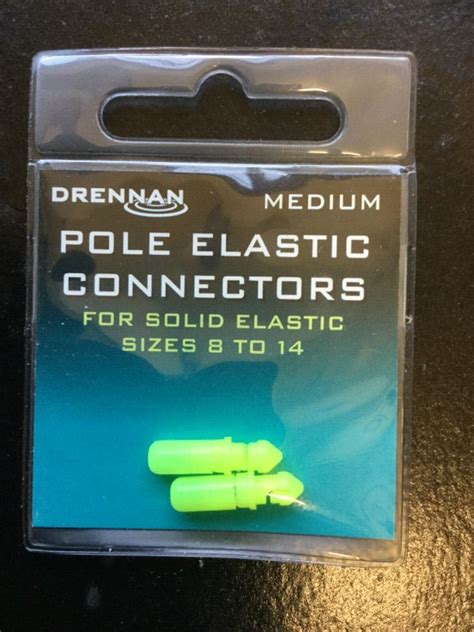 DRENNAN MEDIUM
POLE ELASTIC
CONNECTORS
FOR SOLID ELASTIC
SIZES 8 TO 14